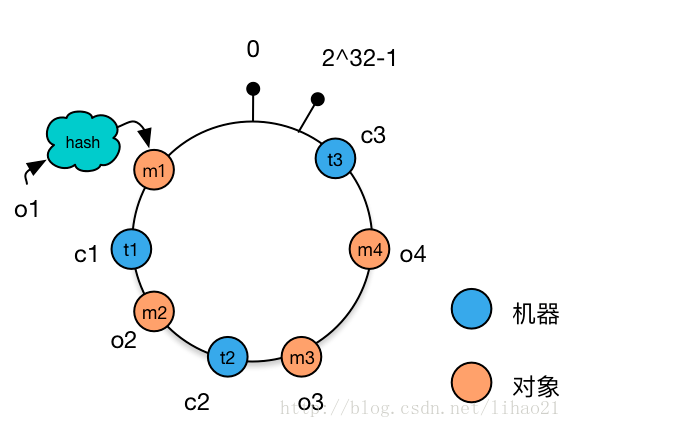 0
2^32-1
c3
hash
t3
m1
o1
c1
t1
m4
o4
m2
o2
机器
t2
m3
c2
o3
对象
http://blog.csdn.net/lihao21